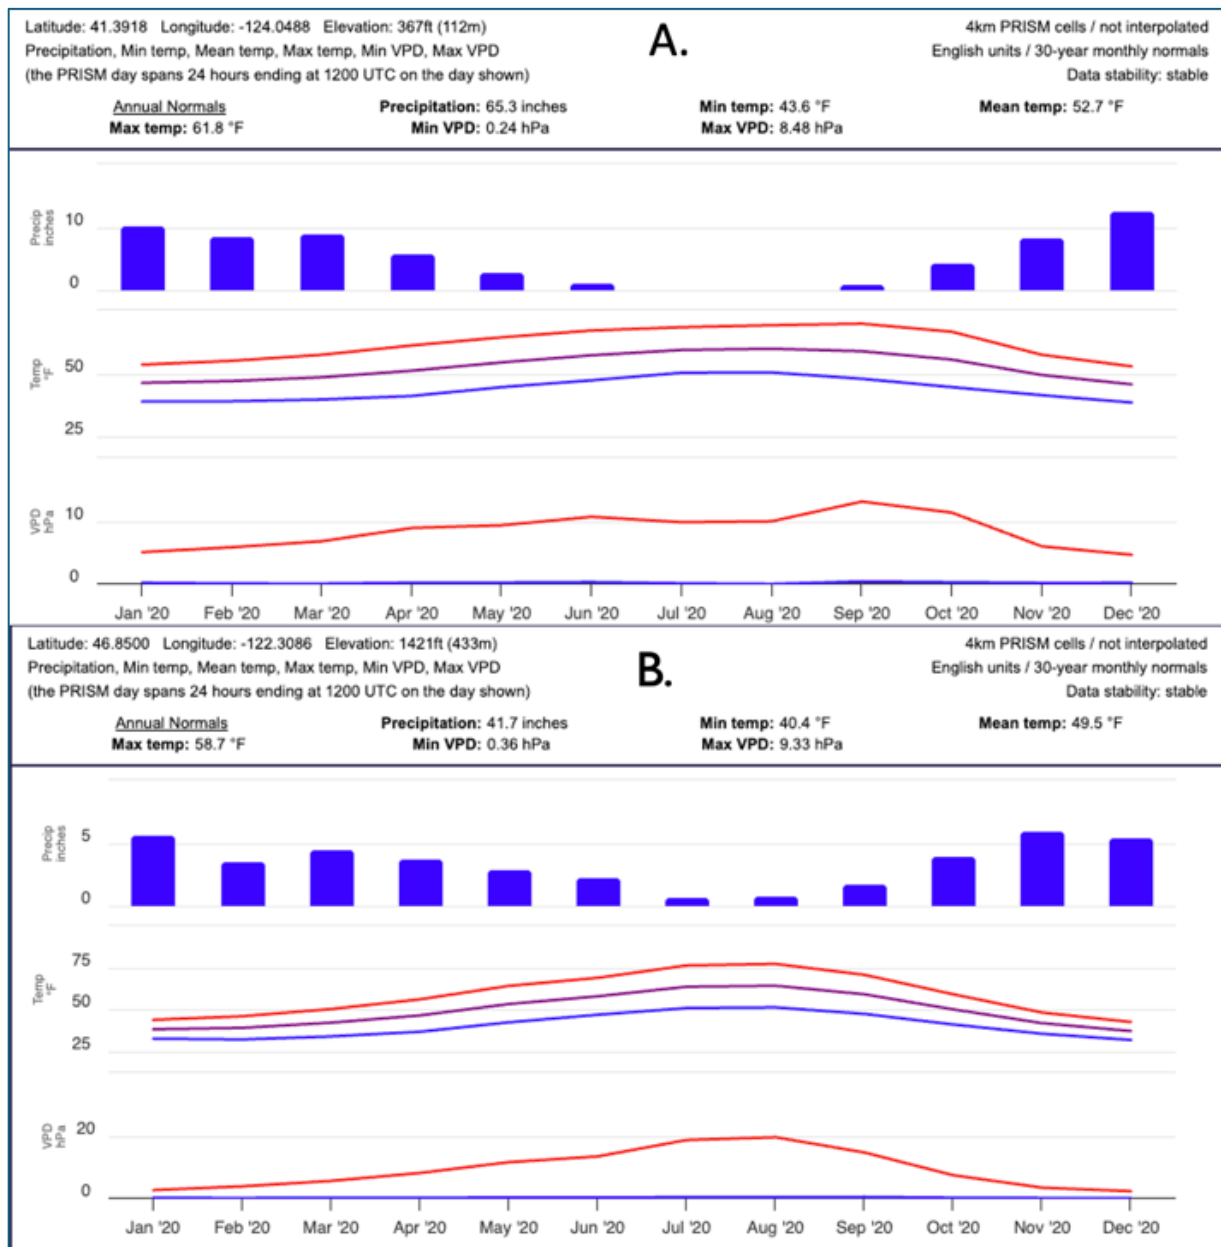 Latitude: 41.3918 Longitude: -124.0488 Elevation: 367ft (112m)
Precipitation, Min temp, Mean temp, Max temp, Min VPD, Max VPD
(the PRISM day spans 24 hours ending at 1200 UTC on the day shown)
A.
4km PRISM cells / not interpolated
English units / 30-year monthly normals
Data stability: stable
Annual Normals Precipitation: 65.3 inches Min temp: 43.6 °F Mean temp: 52.7 °F
Max temp: 61.8 °F Min VPD: 0.24 hPa Max VPD: 8.48 hPa
Precip
inches
10
0
Temp
°F
50
25
VPD
hPa
10
0
Jan '20 Feb '20 Mar '20 Apr '20 May '20 Jun '20 Jul '20 Aug '20 Sep '20 Oct '20 Nov '20 Dec '20
Latitude: 46.8500 Longitude: -122.3086 Elevation: 1421ft (433m)
Precipitation, Min temp, Mean temp, Max temp, Min VPD, Max VPD
(the PRISM day spans 24 hours ending at 1200 UTC on the day shown)
B.
4km PRISM cells / not interpolated
English units / 30-year monthly normals
Data stability: stable
Annual Normals Precipitation: 41.7 inches Min temp: 40.4 °F Mean temp: 49.5 °F
Max temp: 58.7 °F Min VPD: 0.36 hPa Max VPD: 9.33 hPa
Precip
inches
5
0
Temp
°F
75
50
25
VPD
hPa
20
0
Jan '20 Feb '20 Mar '20 Apr '20 May '20 Jun '20 Jul '20 Aug '20 Sep '20 Oct '20 Nov '20 Dec '20